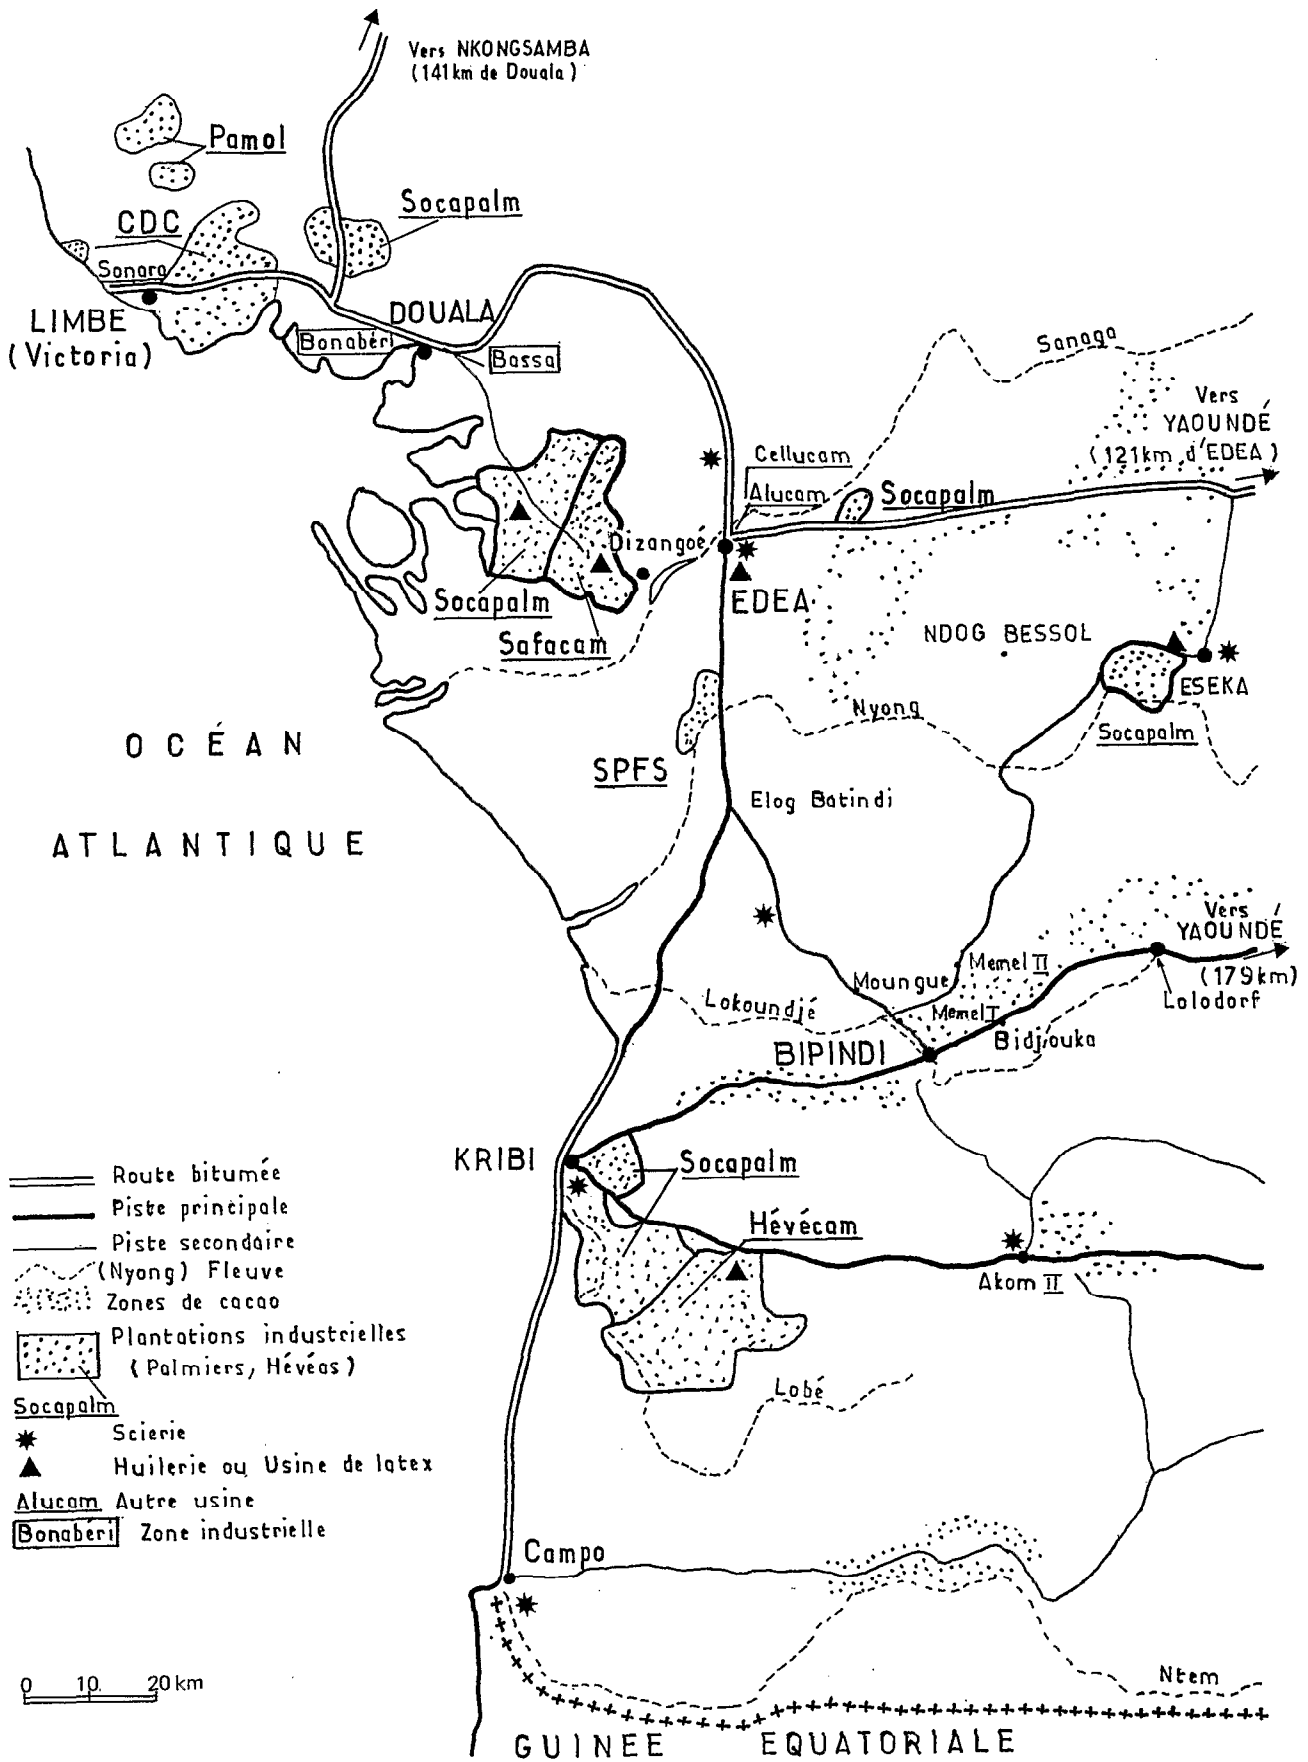 Vers NKONGSAMBA
(141km de Douala)
Pamol
Socapalm
CDC
Sonara
DOUALA
LIMBE
(Victoria)
Bonabéri
Bassa
Sanaga
Vers
YAOUNDÉ
(121km d'EDEA)
Cellucam
Alucam
Socapalm
Dizangoé
EDEA
Socapalm
Safacam
NDOG BESSOL
ESEKA
Nyong
Socapalm
OCÉAN
SPFS
Elog Batindi
ATLANTIQUE
Vers
YAOUNDÉ
(179km)
Memel II
Moungue
Lolodorf
Lokoundjé
Memel I
Bidjouka
BIPINDI
KRIBI
Socapalm
Hévécam
Akom II
Route bitumée
Piste principale
Piste secondaire
(Nyong) Fleuve
Zones de cacao
Plantations industrielles
(Palmiers, Hévéas)
Socapalm
Scierie
Huilerie ou Usine de latex
Alucam Autre usine
Bonabéri Zone industrielle
Lobé
Campo
Ntem
0 10 20 km
GUINEE EQUATORIALE